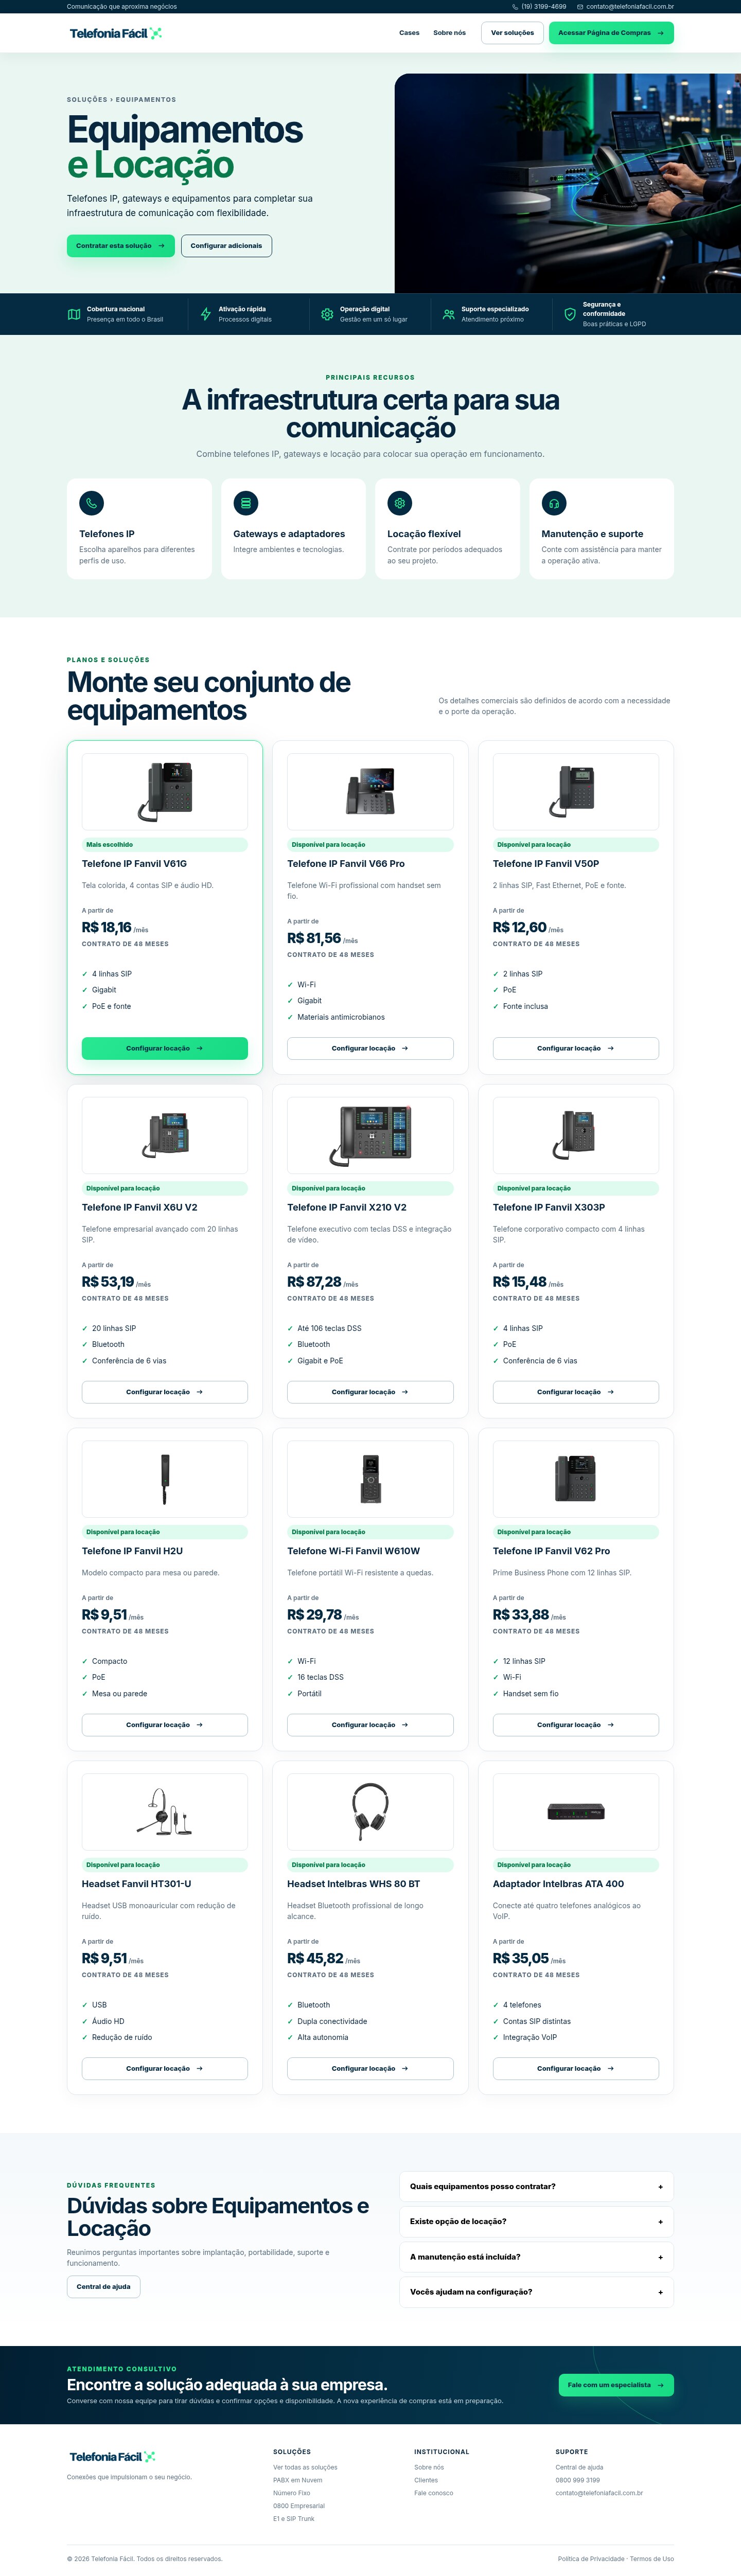 Comunicação que aproxima negócios
(19) 3199-4699
contato@telefoniafacil.com.br
Telefonia Fácil
Cases
Sobre nós
Ver soluções
Acessar Página de Compras →
SOLUÇÕES › EQUIPAMENTOS
Equipamentos
e Locação
Telefones IP, gateways e equipamentos para completar sua
infraestrutura de comunicação com flexibilidade.
Contratar esta solução →
Configurar adicionais
Cobertura nacional
Presença em todo o Brasil
Ativação rápida
Processos digitais
Operação digital
Gestão em um só lugar
Suporte especializado
Atendimento próximo
Segurança e
conformidade
Boas práticas e LGPD
PRINCIPAIS RECURSOS
A infraestrutura certa para sua
comunicação
Combine telefones IP, gateways e locação para colocar sua operação em funcionamento.
Telefones IP
Escolha aparelhos para diferentes
perfis de uso.
Gateways e adaptadores
Integre ambientes e tecnologias.
Locação flexível
Contrate por períodos adequados
ao seu projeto.
Manutenção e suporte
Conte com assistência para manter
a operação ativa.
PLANOS E SOLUÇÕES
Monte seu conjunto de
equipamentos
Os detalhes comerciais são definidos de acordo com a necessidade
e o porte da operação.
Mais escolhido
Telefone IP Fanvil V61G
Tela colorida, 4 contas SIP e áudio HD.
A partir de
R$ 18,16 /mês
CONTRATO DE 48 MESES
✓ 4 linhas SIP
✓ Gigabit
✓ PoE e fonte
Configurar locação →
Disponível para locação
Telefone IP Fanvil V66 Pro
Telefone Wi-Fi profissional com handset sem
fio.
A partir de
R$ 81,56 /mês
CONTRATO DE 48 MESES
✓ Wi-Fi
✓ Gigabit
✓ Materiais antimicrobianos
Configurar locação →
Disponível para locação
Telefone IP Fanvil V50P
2 linhas SIP, Fast Ethernet, PoE e fonte.
A partir de
R$ 12,60 /mês
CONTRATO DE 48 MESES
✓ 2 linhas SIP
✓ PoE
✓ Fonte inclusa
Configurar locação →
Disponível para locação
Telefone IP Fanvil X6U V2
Telefone empresarial avançado com 20 linhas
SIP.
A partir de
R$ 53,19 /mês
CONTRATO DE 48 MESES
✓ 20 linhas SIP
✓ Bluetooth
✓ Conferência de 6 vias
Configurar locação →
Disponível para locação
Telefone IP Fanvil X210 V2
Telefone executivo com teclas DSS e integração
de vídeo.
A partir de
R$ 87,28 /mês
CONTRATO DE 48 MESES
✓ Até 106 teclas DSS
✓ Bluetooth
✓ Gigabit e PoE
Configurar locação →
Disponível para locação
Telefone IP Fanvil X303P
Telefone corporativo compacto com 4 linhas
SIP.
A partir de
R$ 15,48 /mês
CONTRATO DE 48 MESES
✓ 4 linhas SIP
✓ PoE
✓ Conferência de 6 vias
Configurar locação →
Disponível para locação
Telefone IP Fanvil H2U
Modelo compacto para mesa ou parede.
A partir de
R$ 9,51 /mês
CONTRATO DE 48 MESES
✓ Compacto
✓ PoE
✓ Mesa ou parede
Configurar locação →
Disponível para locação
Telefone Wi-Fi Fanvil W610W
Telefone portátil Wi-Fi resistente a quedas.
A partir de
R$ 29,78 /mês
CONTRATO DE 48 MESES
✓ Wi-Fi
✓ 16 teclas DSS
✓ Portátil
Configurar locação →
Disponível para locação
Telefone IP Fanvil V62 Pro
Prime Business Phone com 12 linhas SIP.
A partir de
R$ 33,88 /mês
CONTRATO DE 48 MESES
✓ 12 linhas SIP
✓ Wi-Fi
✓ Handset sem fio
Configurar locação →
Disponível para locação
Headset Fanvil HT301-U
Headset USB monoauricular com redução de
ruído.
A partir de
R$ 9,51 /mês
CONTRATO DE 48 MESES
✓ USB
✓ Áudio HD
✓ Redução de ruído
Configurar locação →
Disponível para locação
Headset Intelbras WHS 80 BT
Headset Bluetooth profissional de longo
alcance.
A partir de
R$ 45,82 /mês
CONTRATO DE 48 MESES
✓ Bluetooth
✓ Dupla conectividade
✓ Alta autonomia
Configurar locação →
Disponível para locação
Adaptador Intelbras ATA 400
Conecte até quatro telefones analógicos ao
VoIP.
A partir de
R$ 35,05 /mês
CONTRATO DE 48 MESES
✓ 4 telefones
✓ Contas SIP distintas
✓ Integração VoIP
Configurar locação →
DÚVIDAS FREQUENTES
Dúvidas sobre Equipamentos e
Locação
Reunimos perguntas importantes sobre implantação, portabilidade, suporte e
funcionamento.
Central de ajuda
Quais equipamentos posso contratar? +
Existe opção de locação? +
A manutenção está incluída? +
Vocês ajudam na configuração? +
ATENDIMENTO CONSULTIVO
Encontre a solução adequada à sua empresa.
Converse com nossa equipe para tirar dúvidas e confirmar opções e disponibilidade. A nova experiência de compras está em preparação.
Fale com um especialista →
Telefonia Fácil
Conexões que impulsionam o seu negócio.
SOLUÇÕES
Ver todas as soluções
PABX em Nuvem
Número Fixo
0800 Empresarial
E1 e SIP Trunk
INSTITUCIONAL
Sobre nós
Clientes
Fale conosco
SUPORTE
Central de ajuda
0800 999 3199
contato@telefoniafacil.com.br
© 2026 Telefonia Fácil. Todos os direitos reservados.
Política de Privacidade · Termos de Uso